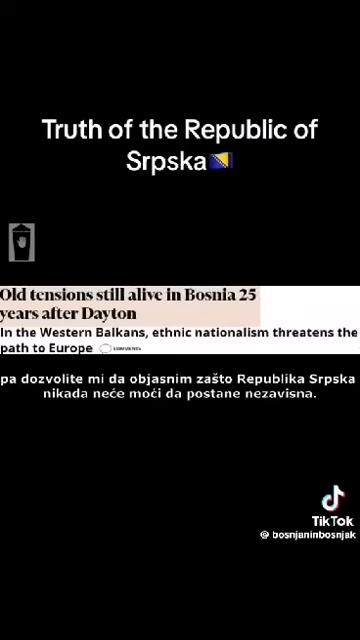 Truth of the Republic of
Srpska🇧🇦
Old tensions still alive in Bosnia 25
years after Dayton
In the Western Balkans, ethnic nationalism threatens the
path to Europe
pa dozvolite mi da objasnim zašto Republika Srpska
nikada neće moći da postane nezavisna.
TikTok
@ bosnjaninbosnjak